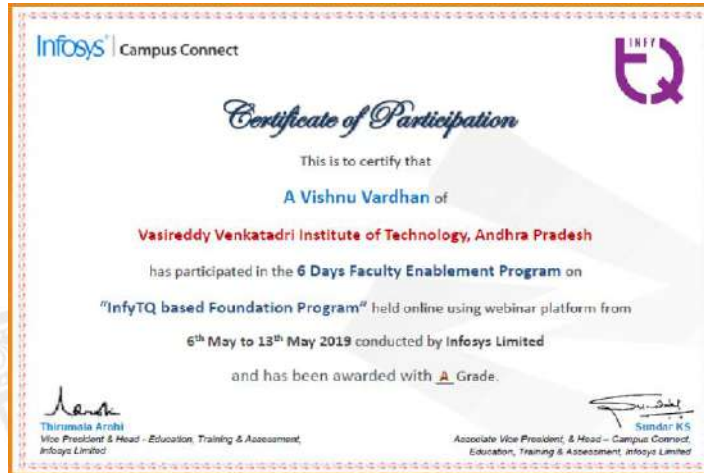 Infosys | Campus Connect
INFY
TQ
Certificate of Participation
This is to certify that
A Vishnu Vardhan of
Vasireddy Venkatadri Institute of Technology, Andhra Pradesh
has participated in the 6 Days Faculty Enablement Program on
"InfyTQ based Foundation Program" held online using webinar platform from
6th May to 13th May 2019 conducted by Infosys Limited
and has been awarded with A Grade.
Thirumala Arohi
Vice President & Head - Education, Training & Assessment,
Infosys Limited
Sundar KS
Associate Vice President, & Head – Campus Connect,
Education, Training & Assessment, Infosys Limited